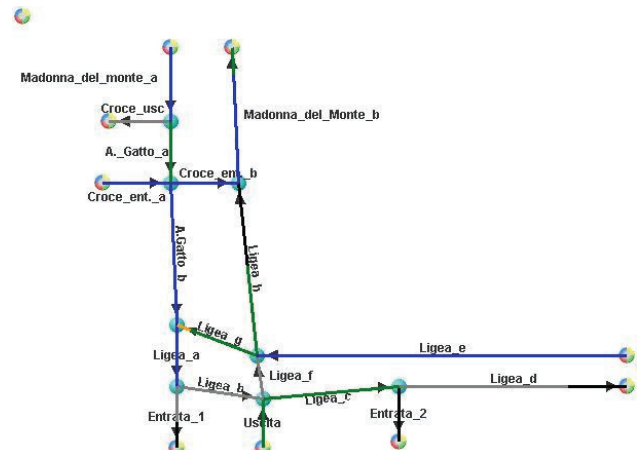 Madonna_del_monte_a
Croce_usc
Madonna_del_Monte_b
A._Gatto_a
Croce_ent._b
Croce_ent._a
A.Gatto_b
Ligea_h
Ligea_g
Ligea_a
Ligea_e
Ligea_f
Ligea_b
Ligea_d
Ligea_c
Entrata_1
Uscita
Entrata_2